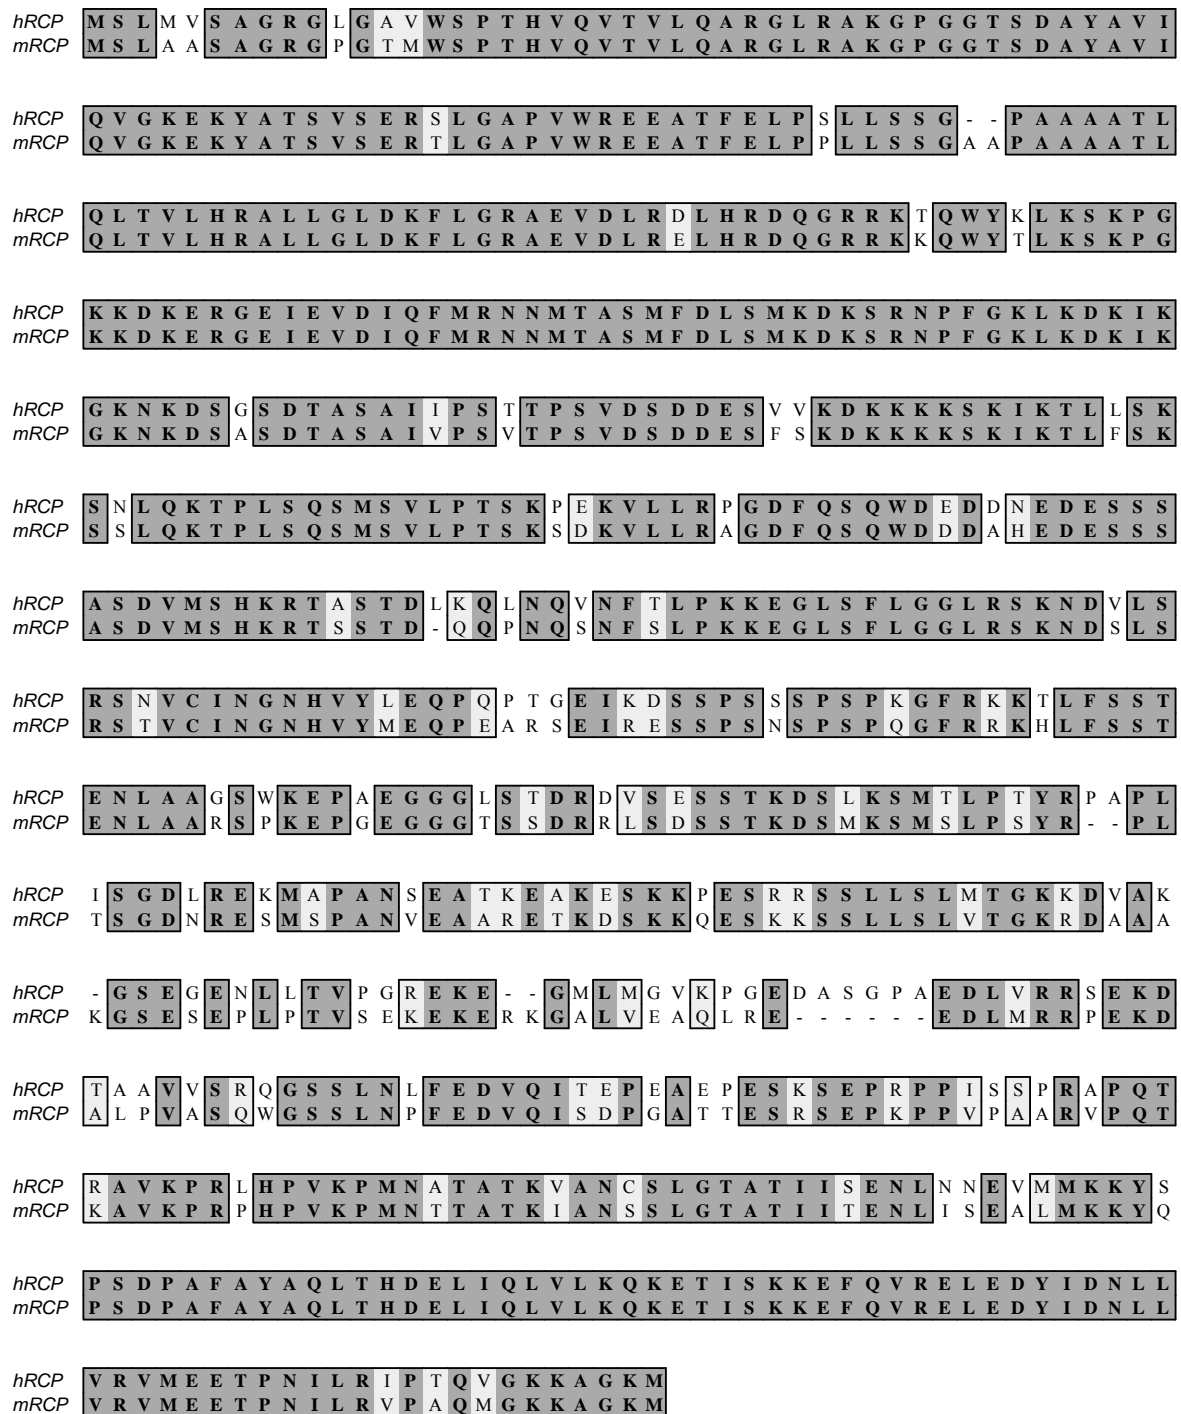 hRCP M S L M V S A G R G L G A V W S P T H V Q V T V L Q A R G L R A K G P G G T S D A Y A V I
mRCP M S L A A S A G R G P G T M W S P T H V Q V T V L Q A R G L R A K G P G G T S D A Y A V I
hRCP Q V G K E K Y A T S V S E R S L G A P V W R E E A T F E L P S L L S S G - - P A A A A T L
mRCP Q V G K E K Y A T S V S E R T L G A P V W R E E A T F E L P P L L S S G A A P A A A A T L
hRCP Q L T V L H R A L L G L D K F L G R A E V D L R D L H R D Q G R R K T Q W Y K L K S K P G
mRCP Q L T V L H R A L L G L D K F L G R A E V D L R E L H R D Q G R R K K Q W Y T L K S K P G
hRCP K K D K E R G E I E V D I Q F M R N N M T A S M F D L S M K D K S R N P F G K L K D K I K
mRCP K K D K E R G E I E V D I Q F M R N N M T A S M F D L S M K D K S R N P F G K L K D K I K
hRCP G K N K D S G S D T A S A I I P S T T P S V D S D D E S V V K D K K K K S K I K T L L S K
mRCP G K N K D S A S D T A S A I V P S V T P S V D S D D E S F S K D K K K K S K I K T L F S K
hRCP S N L Q K T P L S Q S M S V L P T S K P E K V L L R P G D F Q S Q W D E D D N E D E S S S
mRCP S S L Q K T P L S Q S M S V L P T S K S D K V L L R A G D F Q S Q W D D D A H E D E S S S
hRCP A S D V M S H K R T A S T D L K Q L N Q V N F T L P K K E G L S F L G G L R S K N D V L S
mRCP A S D V M S H K R T S S T D - Q Q P N Q S N F S L P K K E G L S F L G G L R S K N D S L S
hRCP R S N V C I N G N H V Y L E Q P Q P T G E I K D S S P S S S P S P K G F R K K T L F S S T
mRCP R S T V C I N G N H V Y M E Q P E A R S E I R E S S P S N S P S P Q G F R R K H L F S S T
hRCP E N L A A G S W K E P A E G G G L S T D R D V S E S S T K D S L K S M T L P T Y R P A P L
mRCP E N L A A R S P K E P G E G G G T S S D R R L S D S S T K D S M K S M S L P S Y R - - P L
hRCP I S G D L R E K M A P A N S E A T K E A K E S K K P E S R R S S L L S L M T G K K D V A K
mRCP T S G D N R E S M S P A N V E A A R E T K D S K K Q E S K K S S L L S L V T G K R D A A A
hRCP - G S E G E N L L T V P G R E K E - - G M L M G V K P G E D A S G P A E D L V R R S E K D
mRCP K G S E S E P L P T V S E K E K E R K G A L V E A Q L R E - - - - - - E D L M R R P E K D
hRCP T A A V V S R Q G S S L N L F E D V Q I T E P E A E P E S K S E P R P P I S S P R A P Q T
mRCP A L P V A S Q W G S S L N P F E D V Q I S D P G A T T E S R S E P K P P V P A A R V P Q T
hRCP R A V K P R L H P V K P M N A T A T K V A N C S L G T A T I I S E N L N N E V M M K K Y S
mRCP K A V K P R P H P V K P M N T T A T K I A N S S L G T A T I I T E N L I S E A L M K K Y Q
hRCP P S D P A F A Y A Q L T H D E L I Q L V L K Q K E T I S K K E F Q V R E L E D Y I D N L L
mRCP P S D P A F A Y A Q L T H D E L I Q L V L K Q K E T I S K K E F Q V R E L E D Y I D N L L
hRCP V R V M E E T P N I L R I P T Q V G K K A G K M
mRCP V R V M E E T P N I L R V P A Q M G K K A G K M